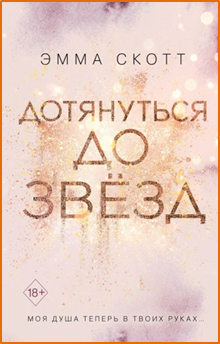 ЭММА СКОТТ
ДОТЯНУТЬСЯ
ДО
ЗВЁЗД
18+
МОЯ ДУША ТЕПЕРЬ В ТВОИХ РУКАХ...